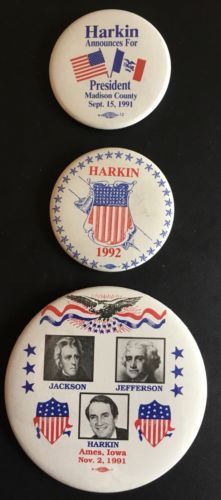 Harkin
Announces For
President
Madison County
Sept. 15, 1991
HARKIN
1992
JACKSON
JEFFERSON
HARKIN
Ames, Iowa
Nov. 2, 1991